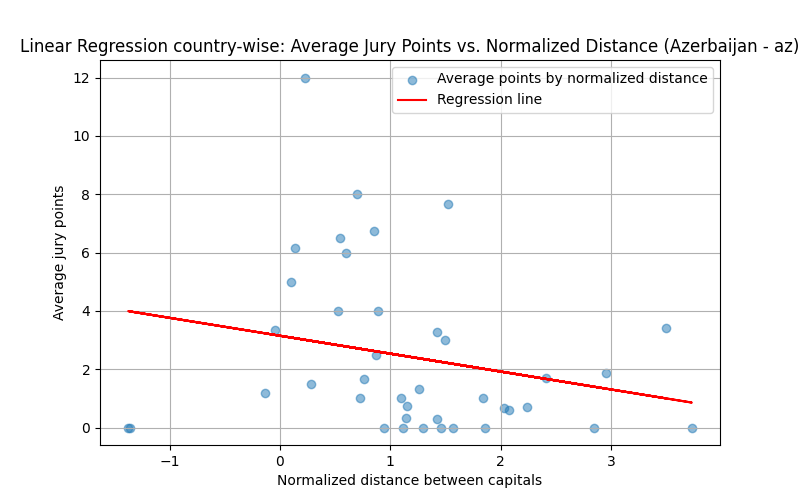 Linear Regression country-wise: Average Jury Points vs. Normalized Distance (Azerbaijan - az)
Average points by normalized distance
Regression line
Average jury points
12
10
8
6
4
2
0
−1
0
1
2
3
Normalized distance between capitals